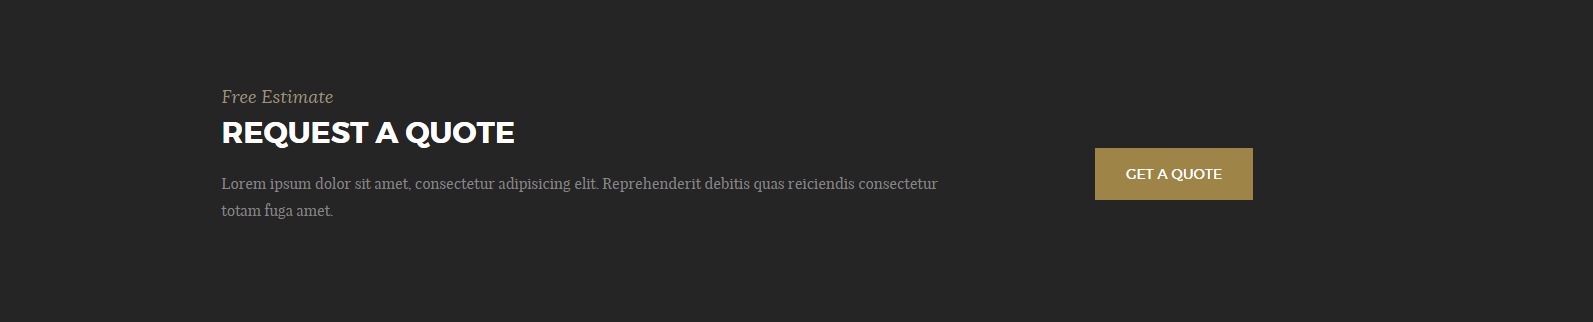 Free Estimate
REQUEST A QUOTE
Lorem ipsum dolor sit amet, consectetur adipisicing elit. Reprehenderit debitis quas reiciendis consectetur
totam fuga amet.
GET A QUOTE